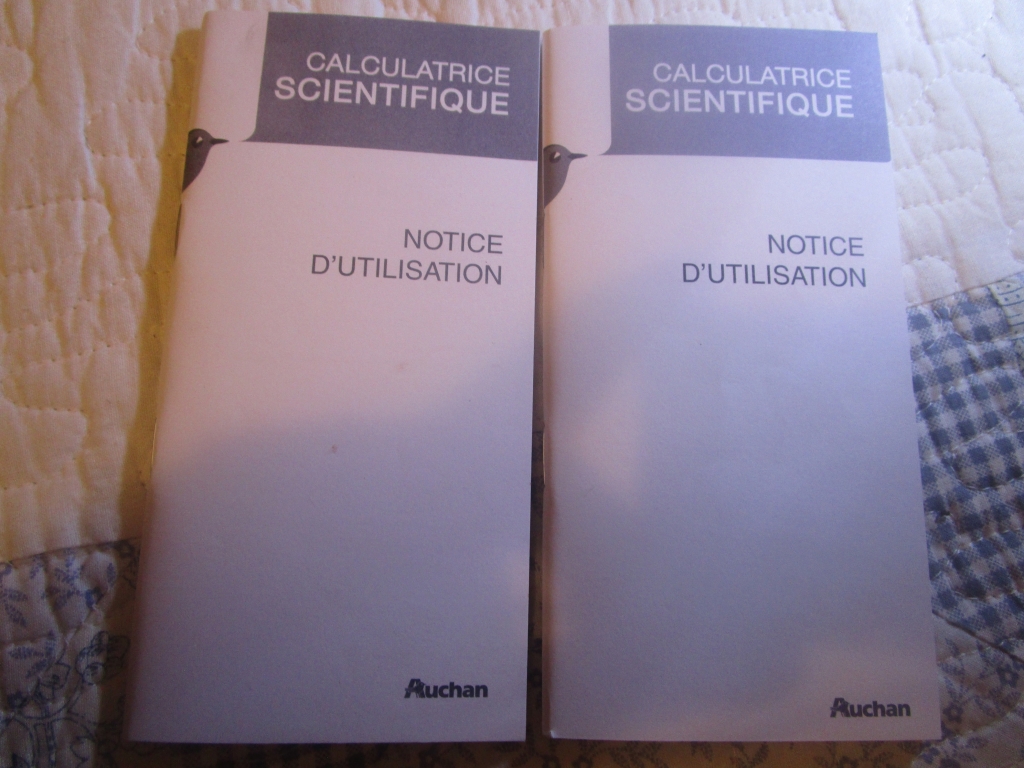 CALCULATRICE
SCIENTIFIQUE
NOTICE
D'UTILISATION
Auchan
CALCULATRICE
SCIENTIFIQUE
NOTICE
D'UTILISATION
Auchan